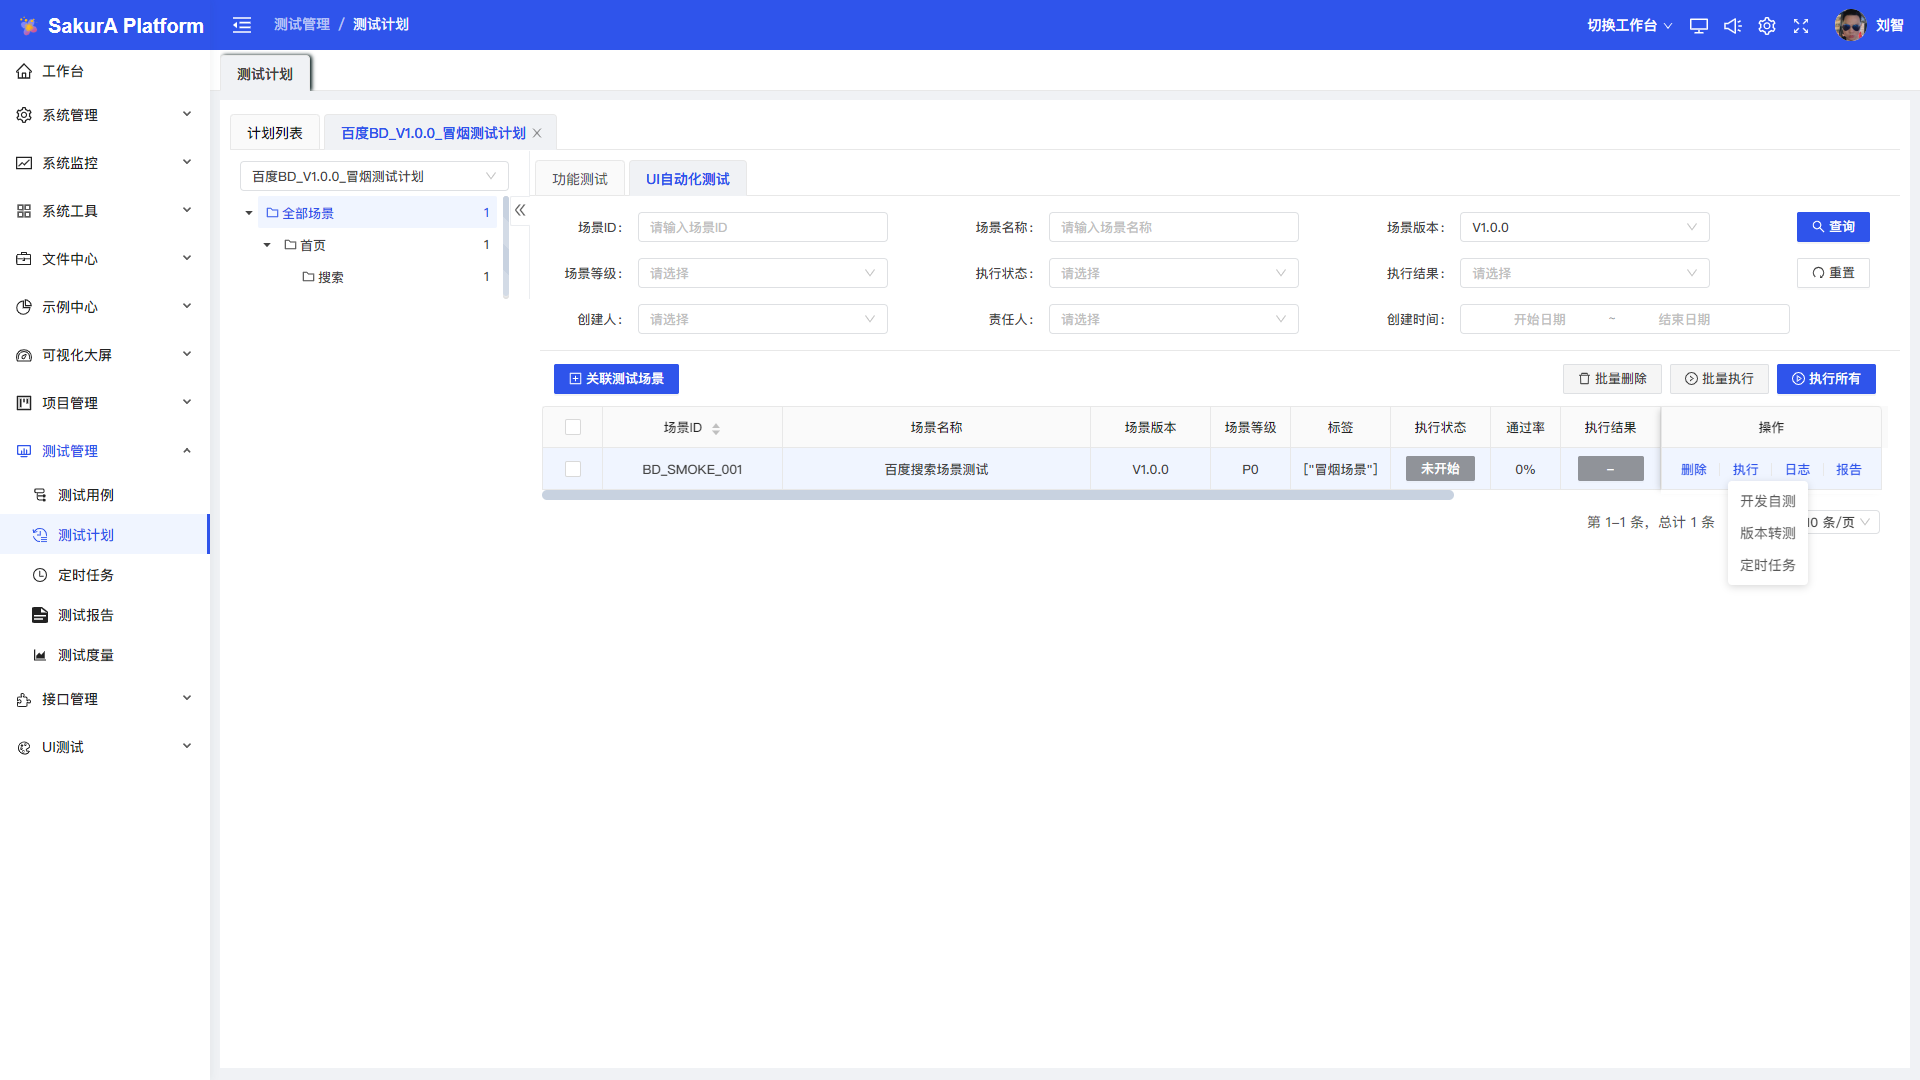 SakurA Platform
测试管理 / 测试计划
切换工作台
刘智
工作台
系统管理
系统监控
系统工具
文件中心
示例中心
可视化大屏
项目管理
测试管理
测试用例
测试计划
定时任务
测试报告
测试度量
接口管理
UI测试
测试计划
计划列表
百度BD_V1.0.0_冒烟测试计划
百度BD_V1.0.0_冒烟测试计划
全部场景 1
首页 1
搜索 1
功能测试 UI自动化测试
场景ID: 请输入场景ID 场景名称: 请输入场景名称 场景版本: V1.0.0 查询
场景等级: 请选择 执行状态: 请选择 执行结果: 请选择 重置
创建人: 请选择 责任人: 请选择 创建时间: 开始日期 ~ 结束日期
关联测试场景 批量删除 批量执行 执行所有
场景ID 场景名称 场景版本 场景等级 标签 执行状态 通过率 执行结果 操作
BD_SMOKE_001 百度搜索场景测试 V1.0.0 P0 ["冒烟场景"] 未开始 0% – 删除 执行 日志 报告
第 1–1 条, 总计 1 条 10 条/页
开发自测
版本转测
定时任务